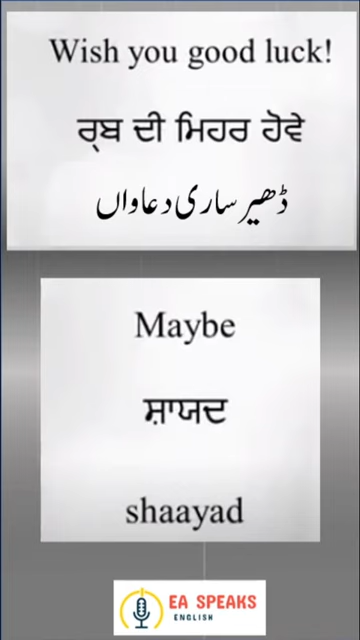 Wish you good luck!
ਰੱਬ ਦੀ ਮਿਹਰ ਹੋਵੇ
ڈھیر ساری دعاواں
Maybe
ਸ਼ਾਯਦ
shaayad
EA SPEAKS
ENGLISH